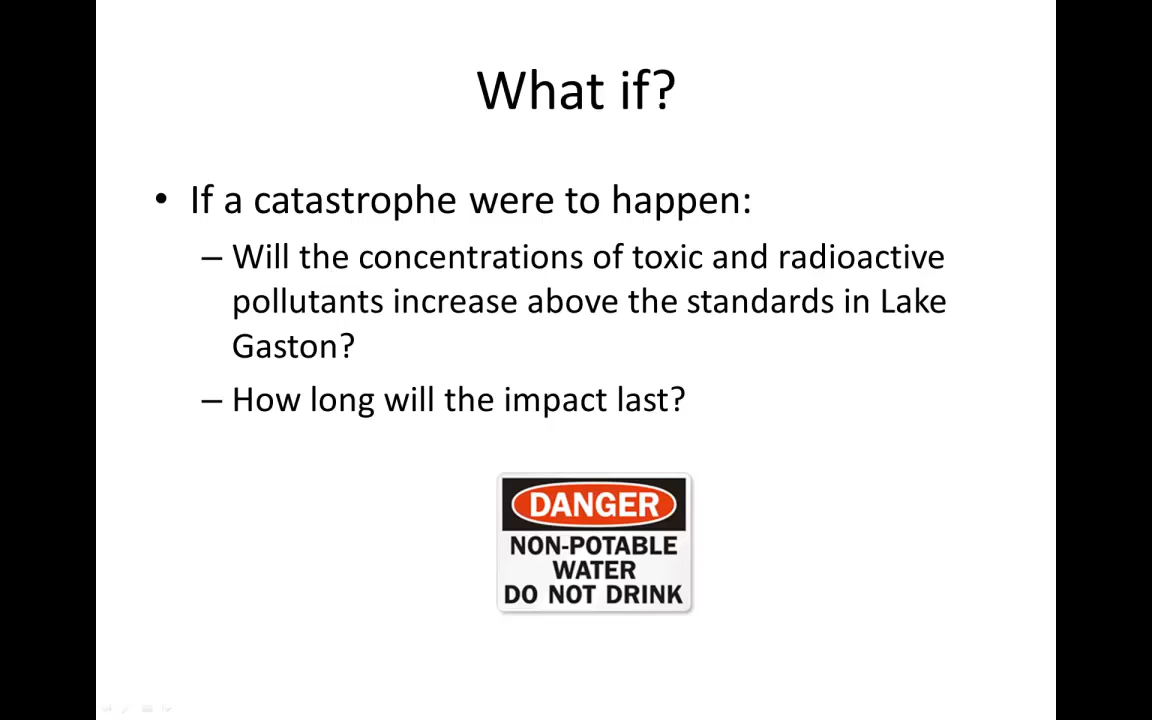 What if?
• If a catastrophe were to happen:
– Will the concentrations of toxic and radioactive
pollutants increase above the standards in Lake
Gaston?
– How long will the impact last?
DANGER
NON-POTABLE
WATER
DO NOT DRINK